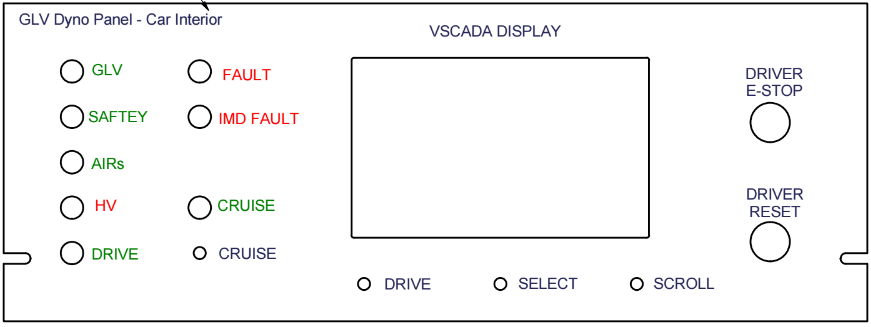 GLV Dyno Panel - Car Interior
VSCADA DISPLAY
GLV
FAULT
SAFTEY
IMD FAULT
AIRs
HV
CRUISE
DRIVE
CRUISE
DRIVER
E-STOP
DRIVER
RESET
DRIVE
SELECT
SCROLL